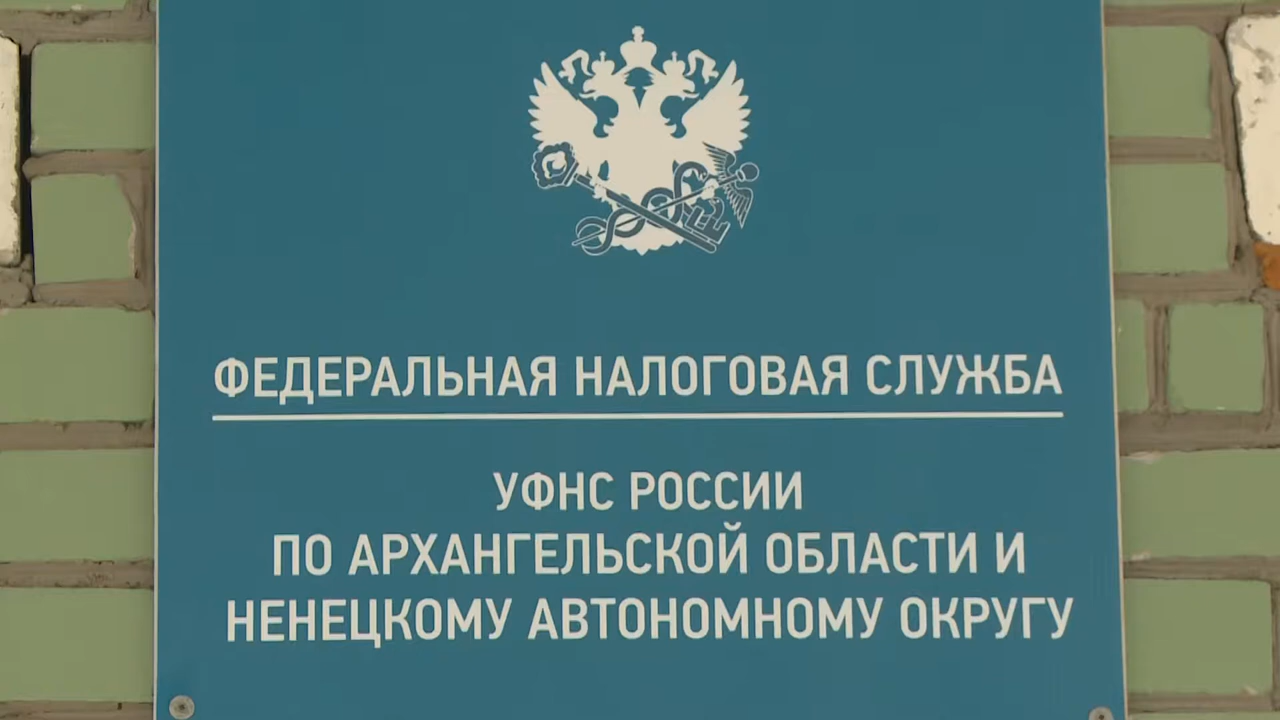 ФЕДЕРАЛЬНАЯ НАЛОГОВАЯ СЛУЖБА
УФНС РОССИИ
ПО АРХАНГЕЛЬСКОЙ ОБЛАСТИ И
НЕНЕЦКОМУ АВТОНОМНОМУ ОКРУГУ